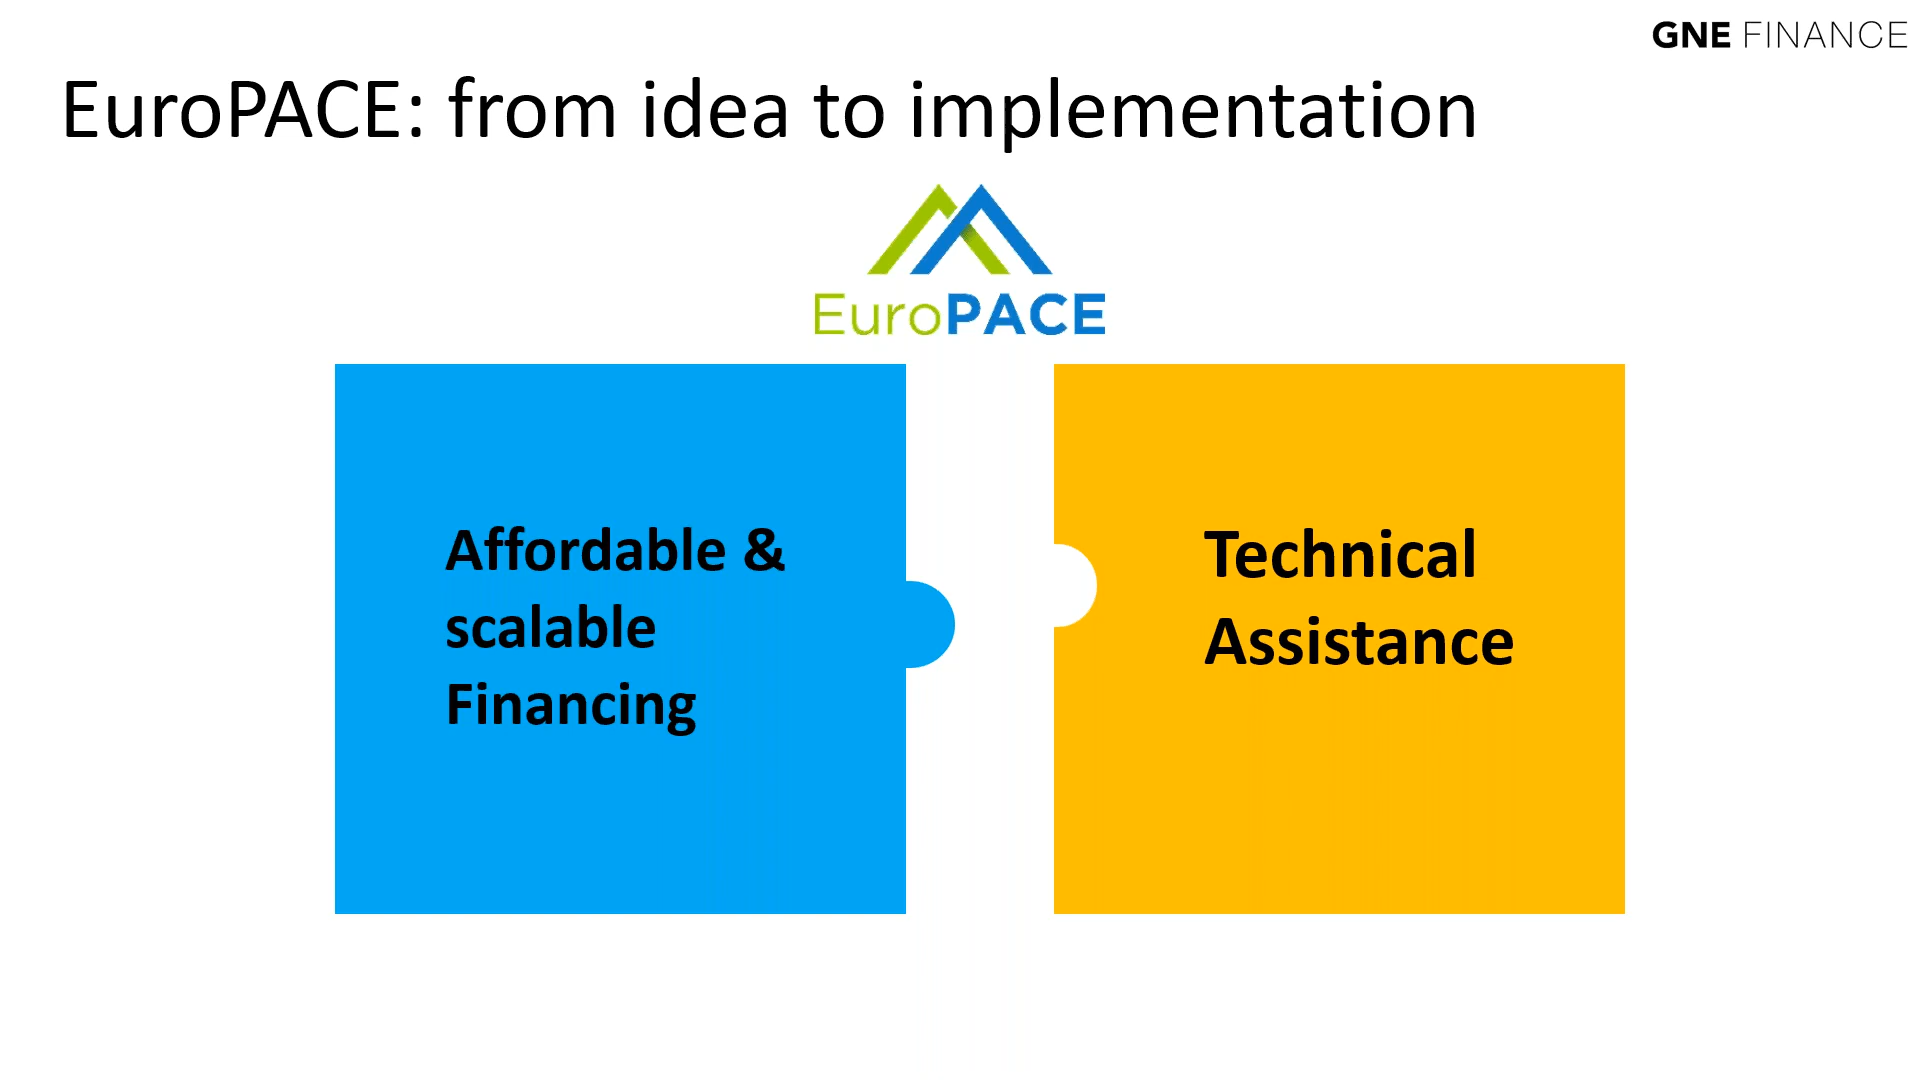 GNE FINANCE
EuroPACE: from idea to implementation
EuroPACE
Affordable &
scalable
Financing
Technical
Assistance